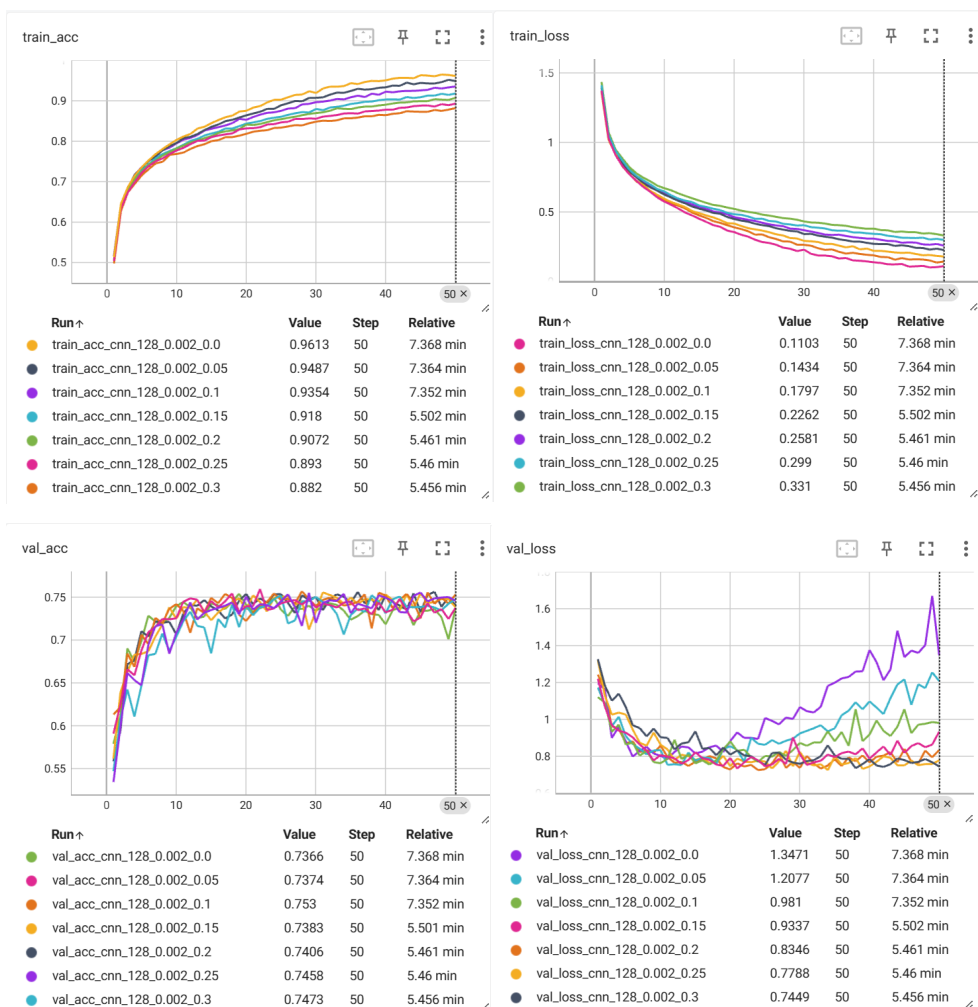 train_acc
0.9
0.8
0.7
0.6
0.5
0 10 20 30 40 50 ×
Run↑ Value Step Relative
train_acc_cnn_128_0.002_0.0 0.9613 50 7.368 min
train_acc_cnn_128_0.002_0.05 0.9487 50 7.364 min
train_acc_cnn_128_0.002_0.1 0.9354 50 7.352 min
train_acc_cnn_128_0.002_0.15 0.918 50 5.502 min
train_acc_cnn_128_0.002_0.2 0.9072 50 5.461 min
train_acc_cnn_128_0.002_0.25 0.893 50 5.46 min
train_acc_cnn_128_0.002_0.3 0.882 50 5.456 min
train_loss
1.5
1
0.5
0
0 10 20 30 40 50 ×
Run↑ Value Step Relative
train_loss_cnn_128_0.002_0.0 0.1103 50 7.368 min
train_loss_cnn_128_0.002_0.05 0.1434 50 7.364 min
train_loss_cnn_128_0.002_0.1 0.1797 50 7.352 min
train_loss_cnn_128_0.002_0.15 0.2262 50 5.502 min
train_loss_cnn_128_0.002_0.2 0.2581 50 5.461 min
train_loss_cnn_128_0.002_0.25 0.299 50 5.46 min
train_loss_cnn_128_0.002_0.3 0.331 50 5.456 min
val_acc
0.75
0.7
0.65
0.6
0.55
0 10 20 30 40 50 ×
Run↑ Value Step Relative
val_acc_cnn_128_0.002_0.0 0.7366 50 7.368 min
val_acc_cnn_128_0.002_0.05 0.7374 50 7.364 min
val_acc_cnn_128_0.002_0.1 0.753 50 7.352 min
val_acc_cnn_128_0.002_0.15 0.7383 50 5.501 min
val_acc_cnn_128_0.002_0.2 0.7406 50 5.461 min
val_acc_cnn_128_0.002_0.25 0.7458 50 5.46 min
val_acc_cnn_128_0.002_0.3 0.7473 50 5.456 min
val_loss
1.6
1.4
1.2
1
0.8
0 10 20 30 40 50 ×
Run↑ Value Step Relative
val_loss_cnn_128_0.002_0.0 1.3471 50 7.368 min
val_loss_cnn_128_0.002_0.05 1.2077 50 7.364 min
val_loss_cnn_128_0.002_0.1 0.981 50 7.352 min
val_loss_cnn_128_0.002_0.15 0.9337 50 5.502 min
val_loss_cnn_128_0.002_0.2 0.8346 50 5.461 min
val_loss_cnn_128_0.002_0.25 0.7788 50 5.46 min
val_loss_cnn_128_0.002_0.3 0.7449 50 5.456 min